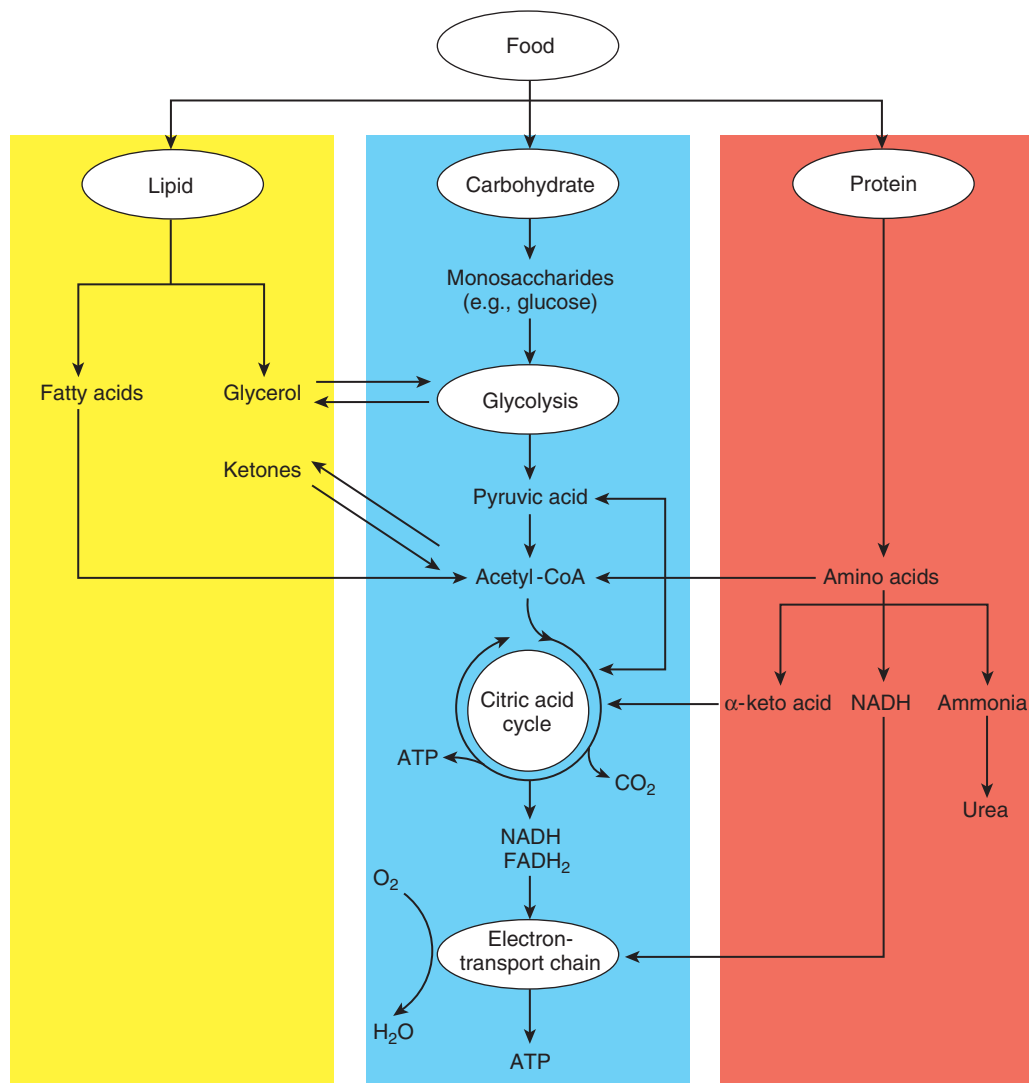 Food
Lipid
Carbohydrate
Protein
Monosaccharides
(e.g., glucose)
Fatty acids
Glycerol
Glycolysis
Ketones
Pyruvic acid
Acetyl-CoA
Amino acids
Citric acid
cycle
α-keto acid
NADH
Ammonia
ATP
CO₂
Urea
NADH
FADH₂
O₂
Electron-
transport chain
H₂O
ATP